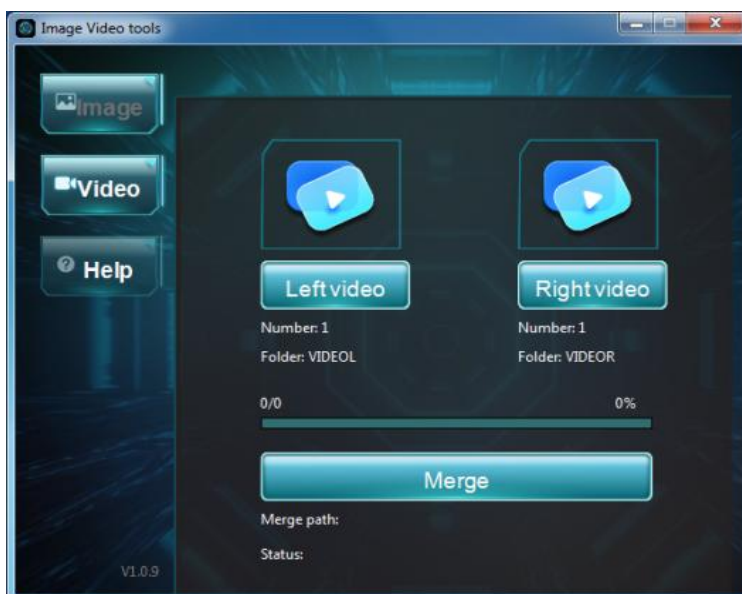 Image Video tools
Image
Video
Help
Left video
Right video
Number: 1
Number: 1
Folder: VIDEOL
Folder: VIDEOR
0/0
0%
Merge
Merge path:
Status:
V1.0.9